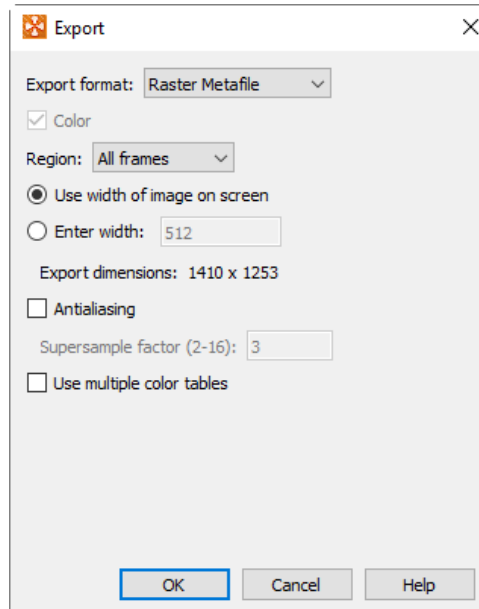 Export
Export format: Raster Metafile
Color
Region: All frames
Use width of image on screen
Enter width: 512
Export dimensions: 1410 x 1253
Antialiasing
Supersample factor (2-16): 3
Use multiple color tables
OK Cancel Help